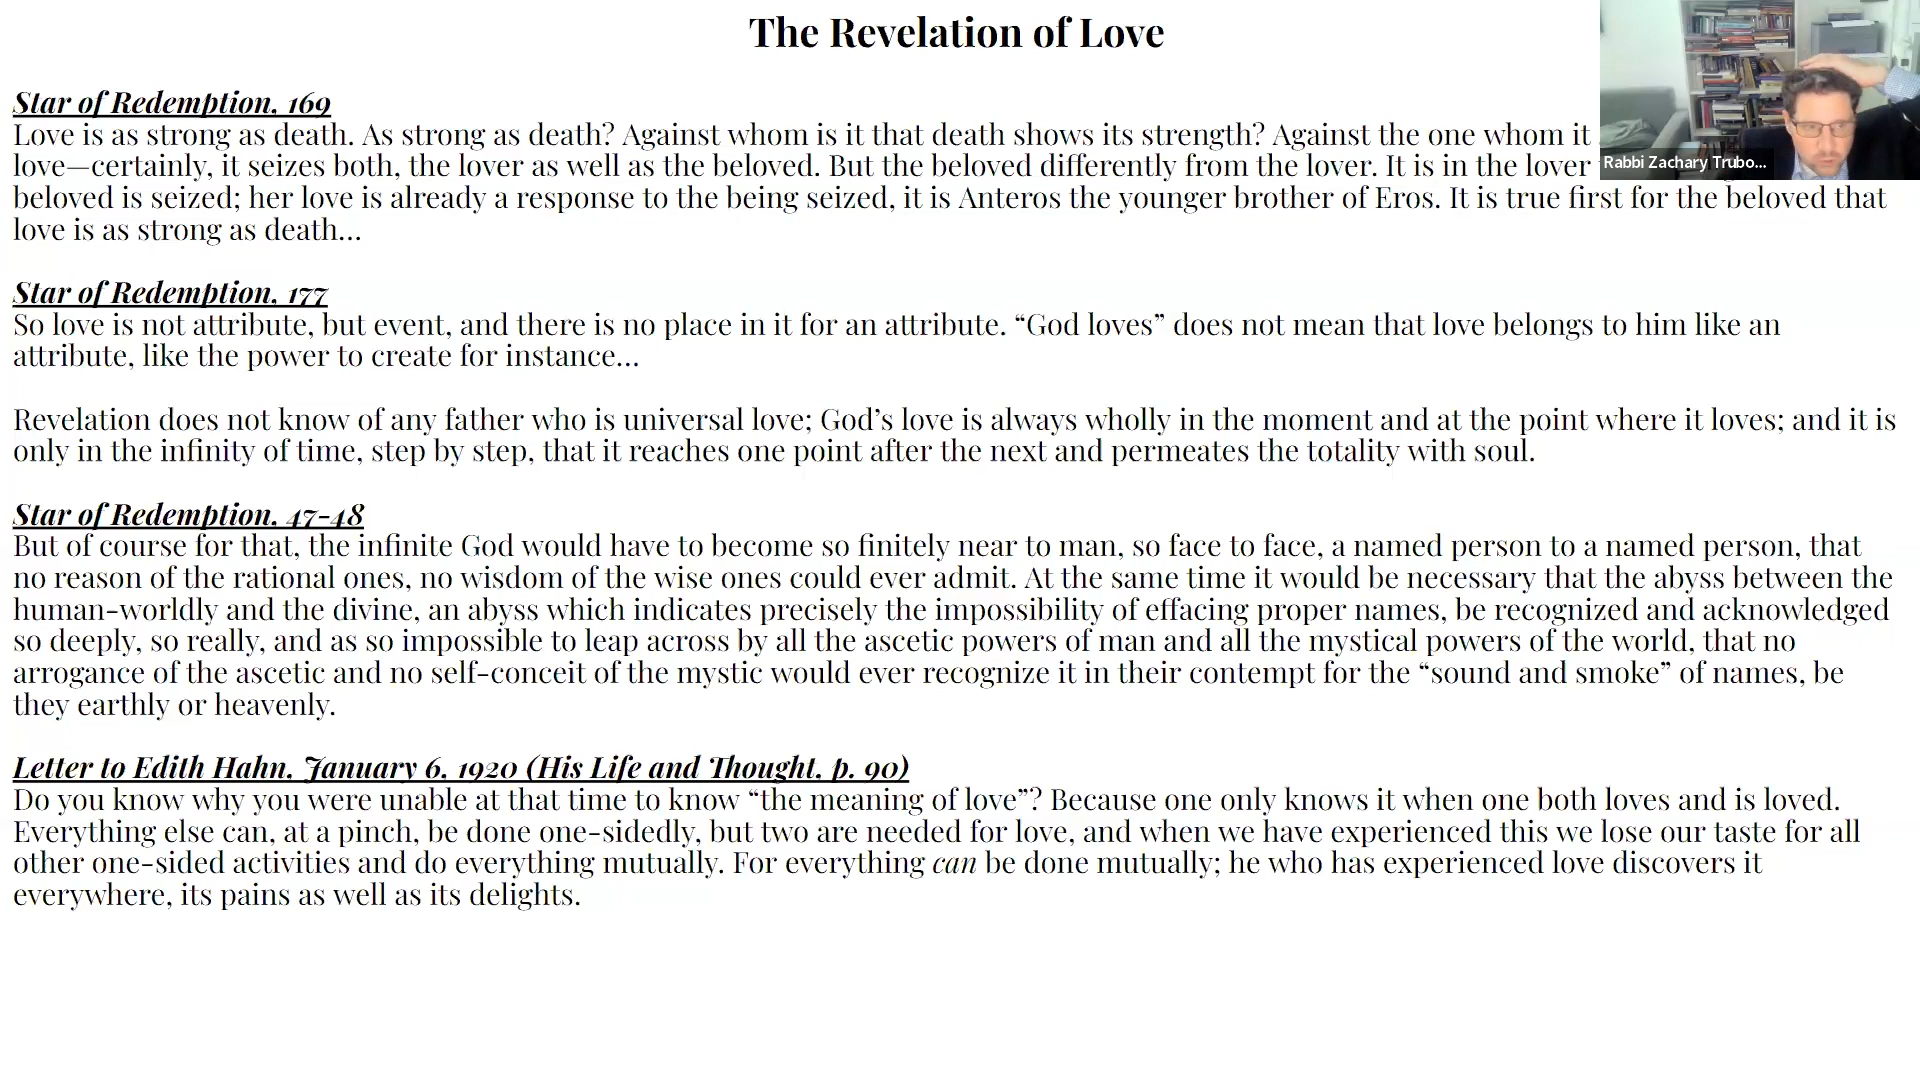 The Revelation of Love
Star of Redemption, 169
Love is as strong as death. As strong as death? Against whom is it that death shows its strength? Against the one whom it
love—certainly, it seizes both, the lover as well as the beloved. But the beloved differently from the lover. It is in the lover
Rabbi Zachary Trubo...
beloved is seized; her love is already a response to the being seized, it is Anteros the younger brother of Eros. It is true first for the beloved that
love is as strong as death…
Star of Redemption, 177
So love is not attribute, but event, and there is no place in it for an attribute. “God loves” does not mean that love belongs to him like an
attribute, like the power to create for instance…
Revelation does not know of any father who is universal love; God’s love is always wholly in the moment and at the point where it loves; and it is
only in the infinity of time, step by step, that it reaches one point after the next and permeates the totality with soul.
Star of Redemption, 47-48
But of course for that, the infinite God would have to become so finitely near to man, so face to face, a named person to a named person, that
no reason of the rational ones, no wisdom of the wise ones could ever admit. At the same time it would be necessary that the abyss between the
human-worldly and the divine, an abyss which indicates precisely the impossibility of effacing proper names, be recognized and acknowledged
so deeply, so really, and as so impossible to leap across by all the ascetic powers of man and all the mystical powers of the world, that no
arrogance of the ascetic and no self-conceit of the mystic would ever recognize it in their contempt for the “sound and smoke” of names, be
they earthly or heavenly.
Letter to Edith Hahn, January 6, 1920 (His Life and Thought, p. 90)
Do you know why you were unable at that time to know “the meaning of love”? Because one only knows it when one both loves and is loved.
Everything else can, at a pinch, be done one-sidedly, but two are needed for love, and when we have experienced this we lose our taste for all
other one-sided activities and do everything mutually. For everything can be done mutually; he who has experienced love discovers it
everywhere, its pains as well as its delights.